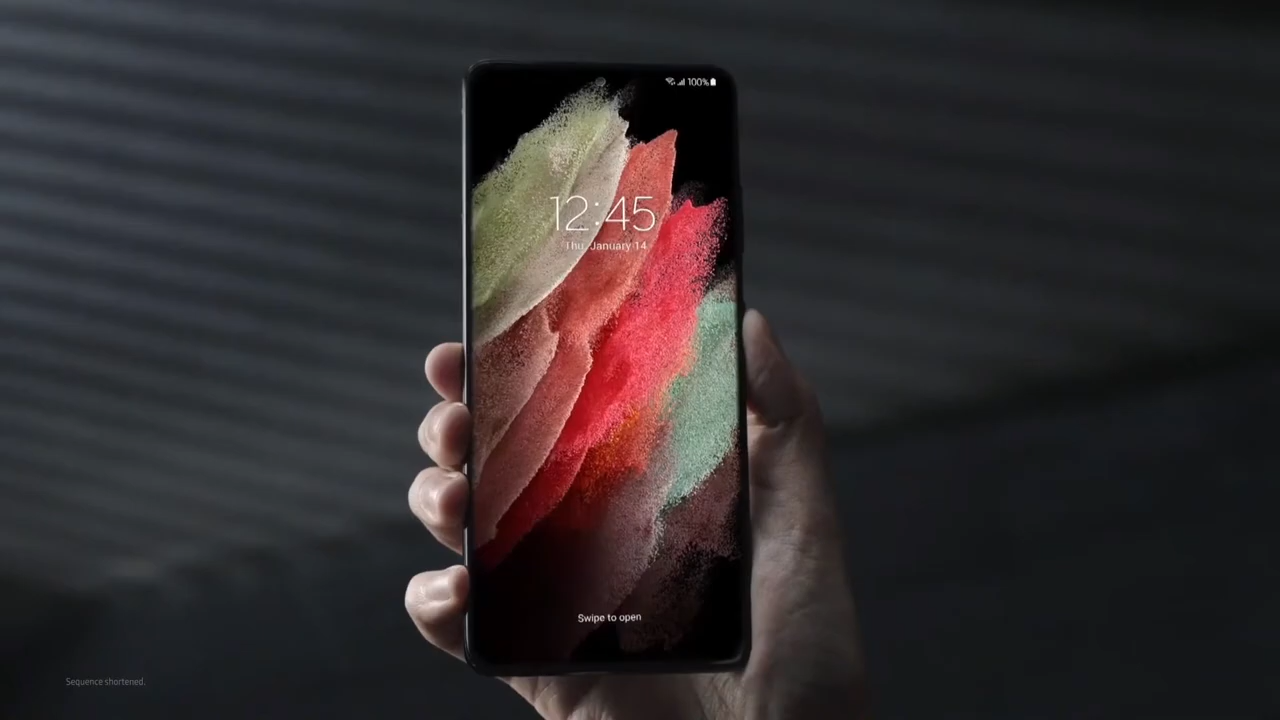 100%
12:45
Thu, January 14
Swipe to open
Sequence shortened.